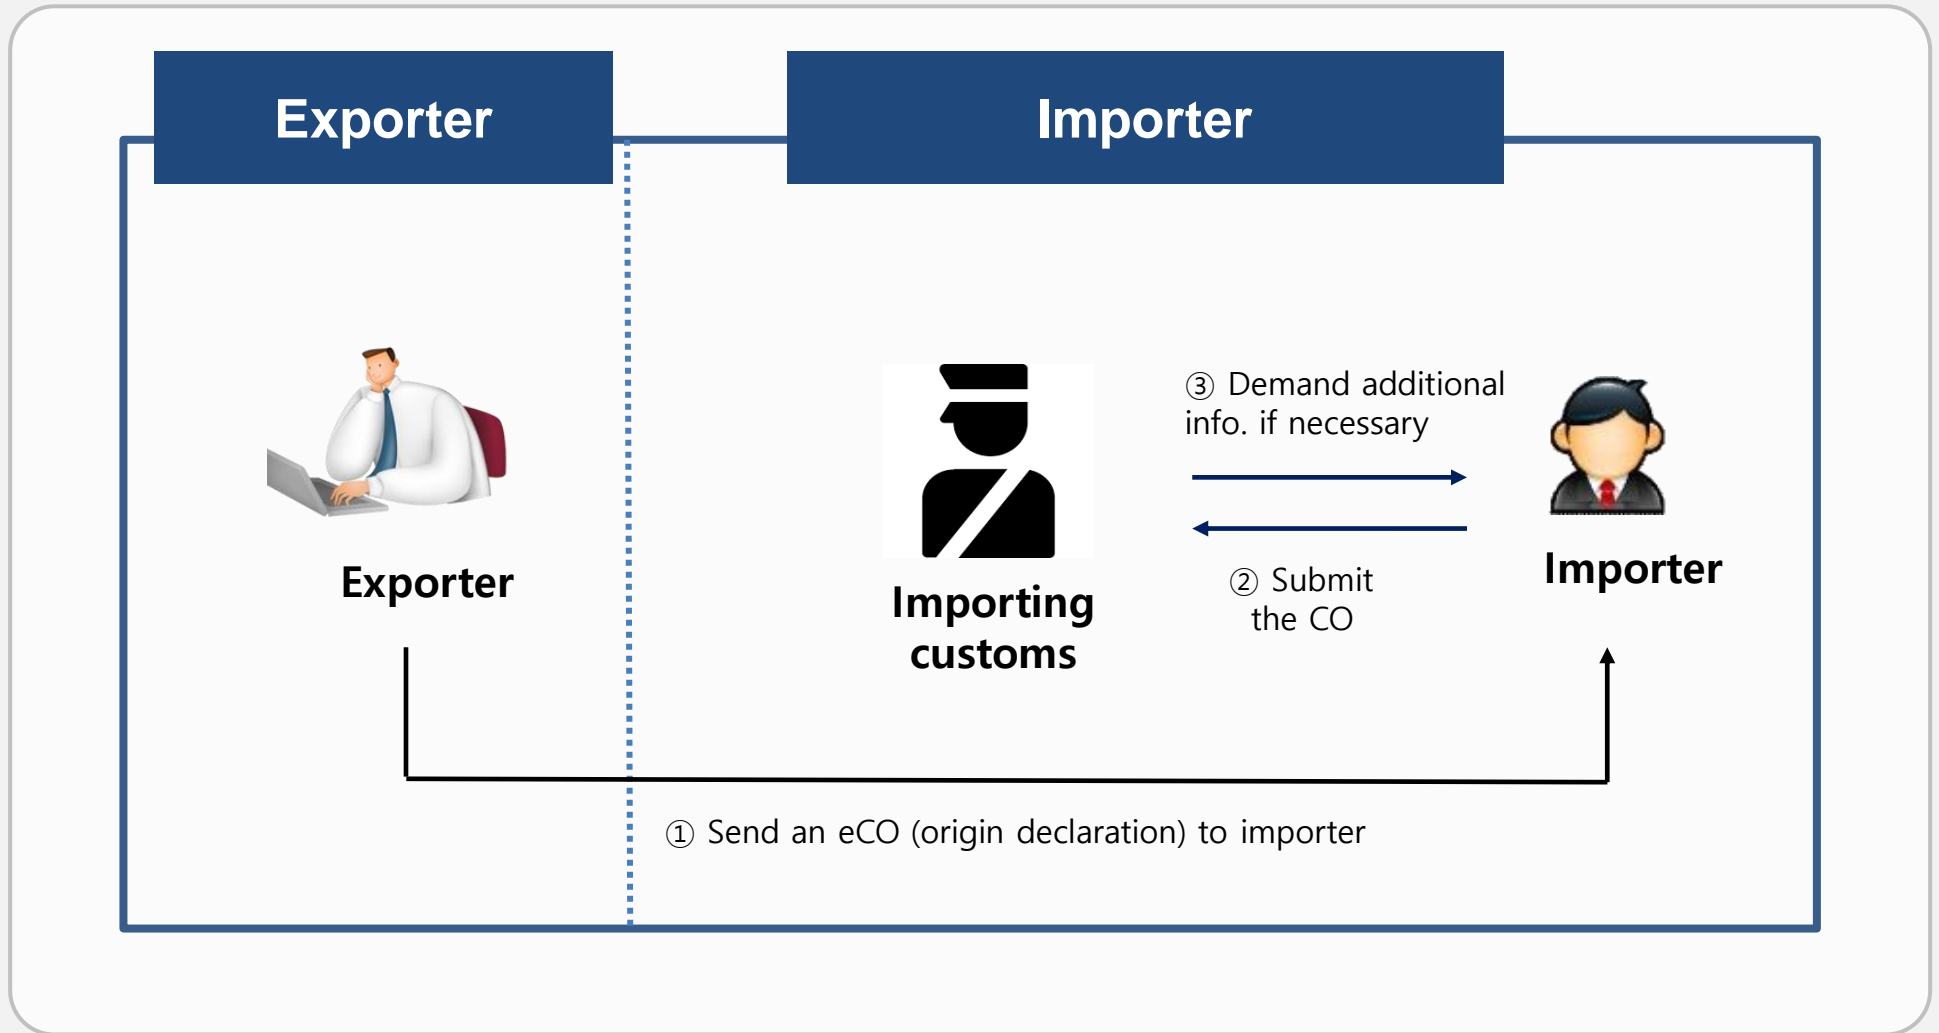 Exporter
Importer
③ Demand additional
info. if necessary
Exporter
Importing
customs
② Submit
the CO
Importer
① Send an eCO (origin declaration) to importer